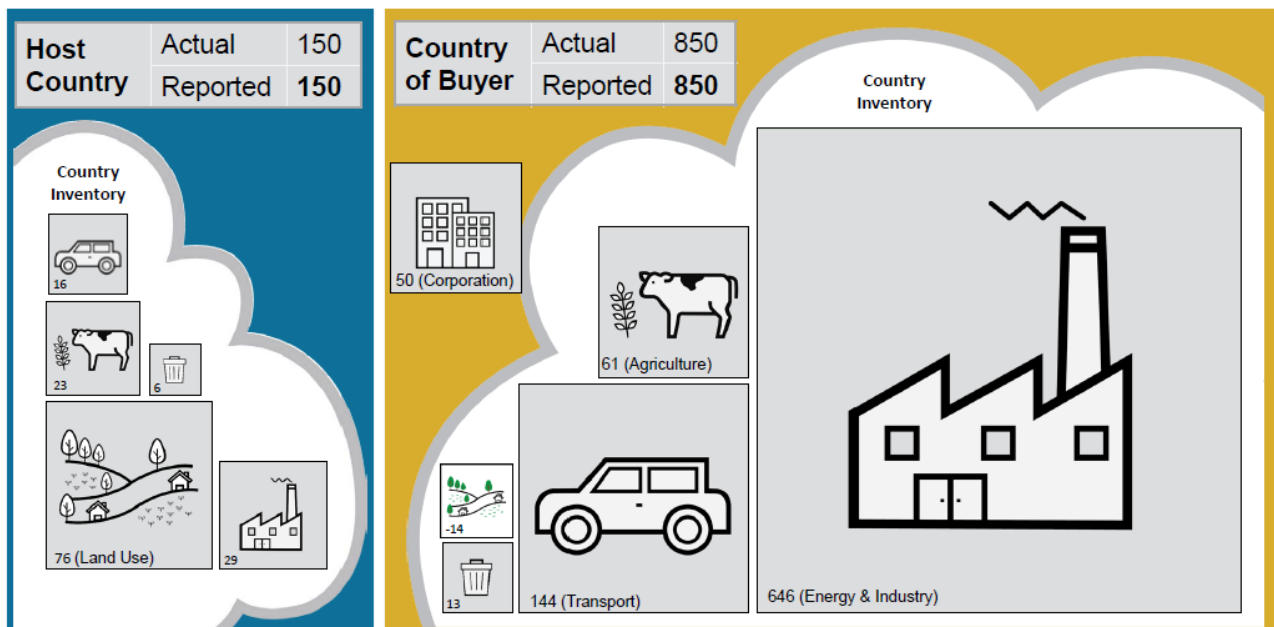 Host
Country
Actual 150
Reported 150
Country
Inventory
16
23
6
76 (Land Use)
29
Country
of Buyer
Actual 850
Reported 850
Country
Inventory
50 (Corporation)
61 (Agriculture)
-14
13
144 (Transport)
646 (Energy & Industry)